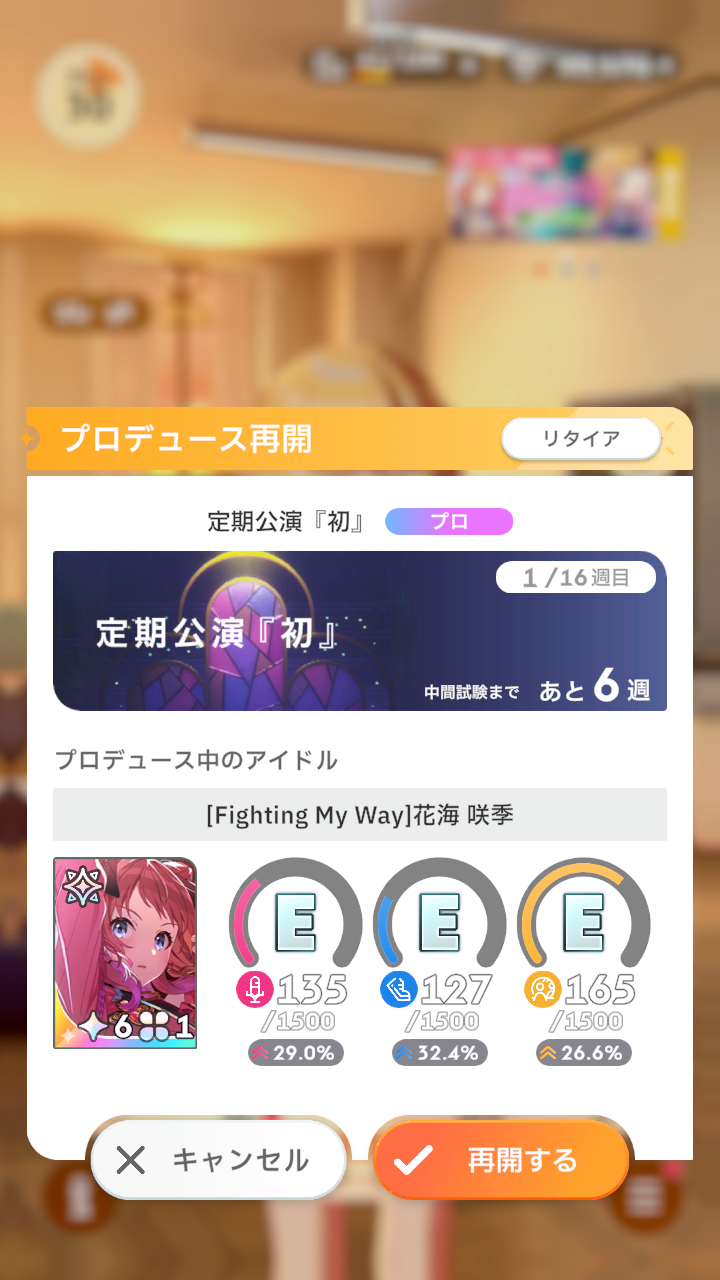 プロデュース再開
リタイア
定期公演『初』 プロ
1/16週目
定期公演『初』
中間試験まで あと6週
プロデュース中のアイドル
[Fighting My Way]花海 咲季
E E E
6 1
135 127 165
/1500 /1500 /1500
29.0% 32.4% 26.6%
キャンセル 再開する